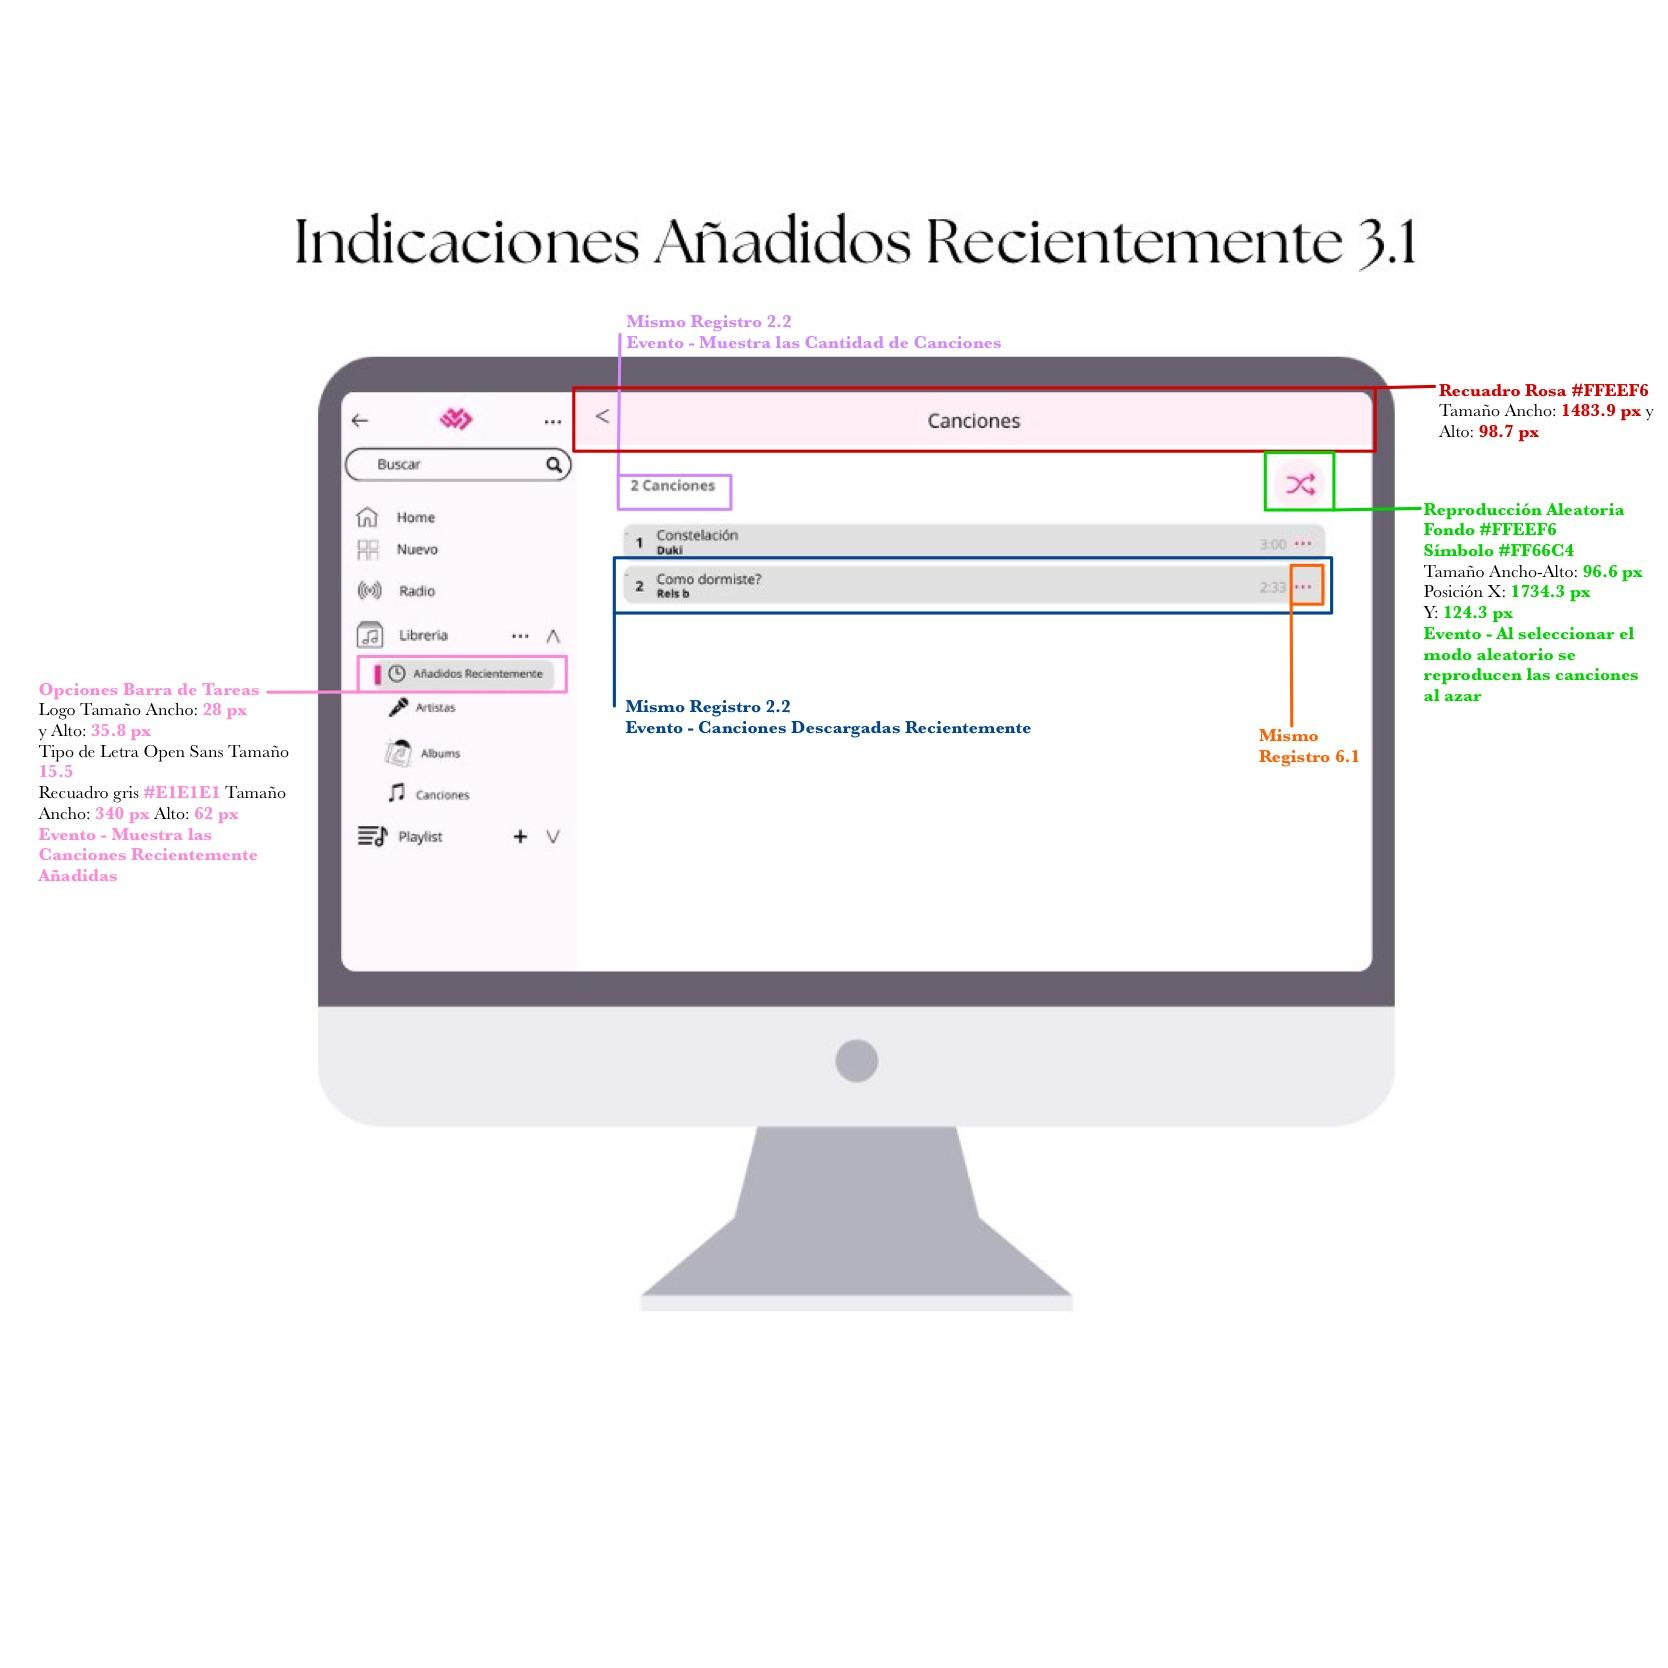 Indicaciones Añadidos Recientemente 3.1
Mismo Registro 2.2
Evento - Muestra las Cantidad de Canciones
Recuadro Rosa #FFEEF6
Tamaño Ancho: 1483.9 px y
Alto: 98.7 px
< Canciones
Buscar
2 Canciones
Home
Nuevo
Radio
Libreria
Añadidos Recientemente
Artistas
Albums
Canciones
Playlist
1 Constelación 3:00
Duki
2 Como dormiste? 2:33
Rels b
Reproducción Aleatoria
Fondo #FFEEF6
Símbolo #FF66C4
Tamaño Ancho-Alto: 96.6 px
Posición X: 1734.3 px
Y: 124.3 px
Evento - Al seleccionar el
modo aleatorio se
reproducen las canciones
al azar
Opciones Barra de Tareas
Logo Tamaño Ancho: 28 px
y Alto: 35.8 px
Tipo de Letra Open Sans Tamaño
15.5
Recuadro gris #E1E1E1 Tamaño
Ancho: 340 px Alto: 62 px
Evento - Muestra las
Canciones Recientemente
Añadidas
Mismo Registro 2.2
Evento - Canciones Descargadas Recientemente
Mismo
Registro 6.1